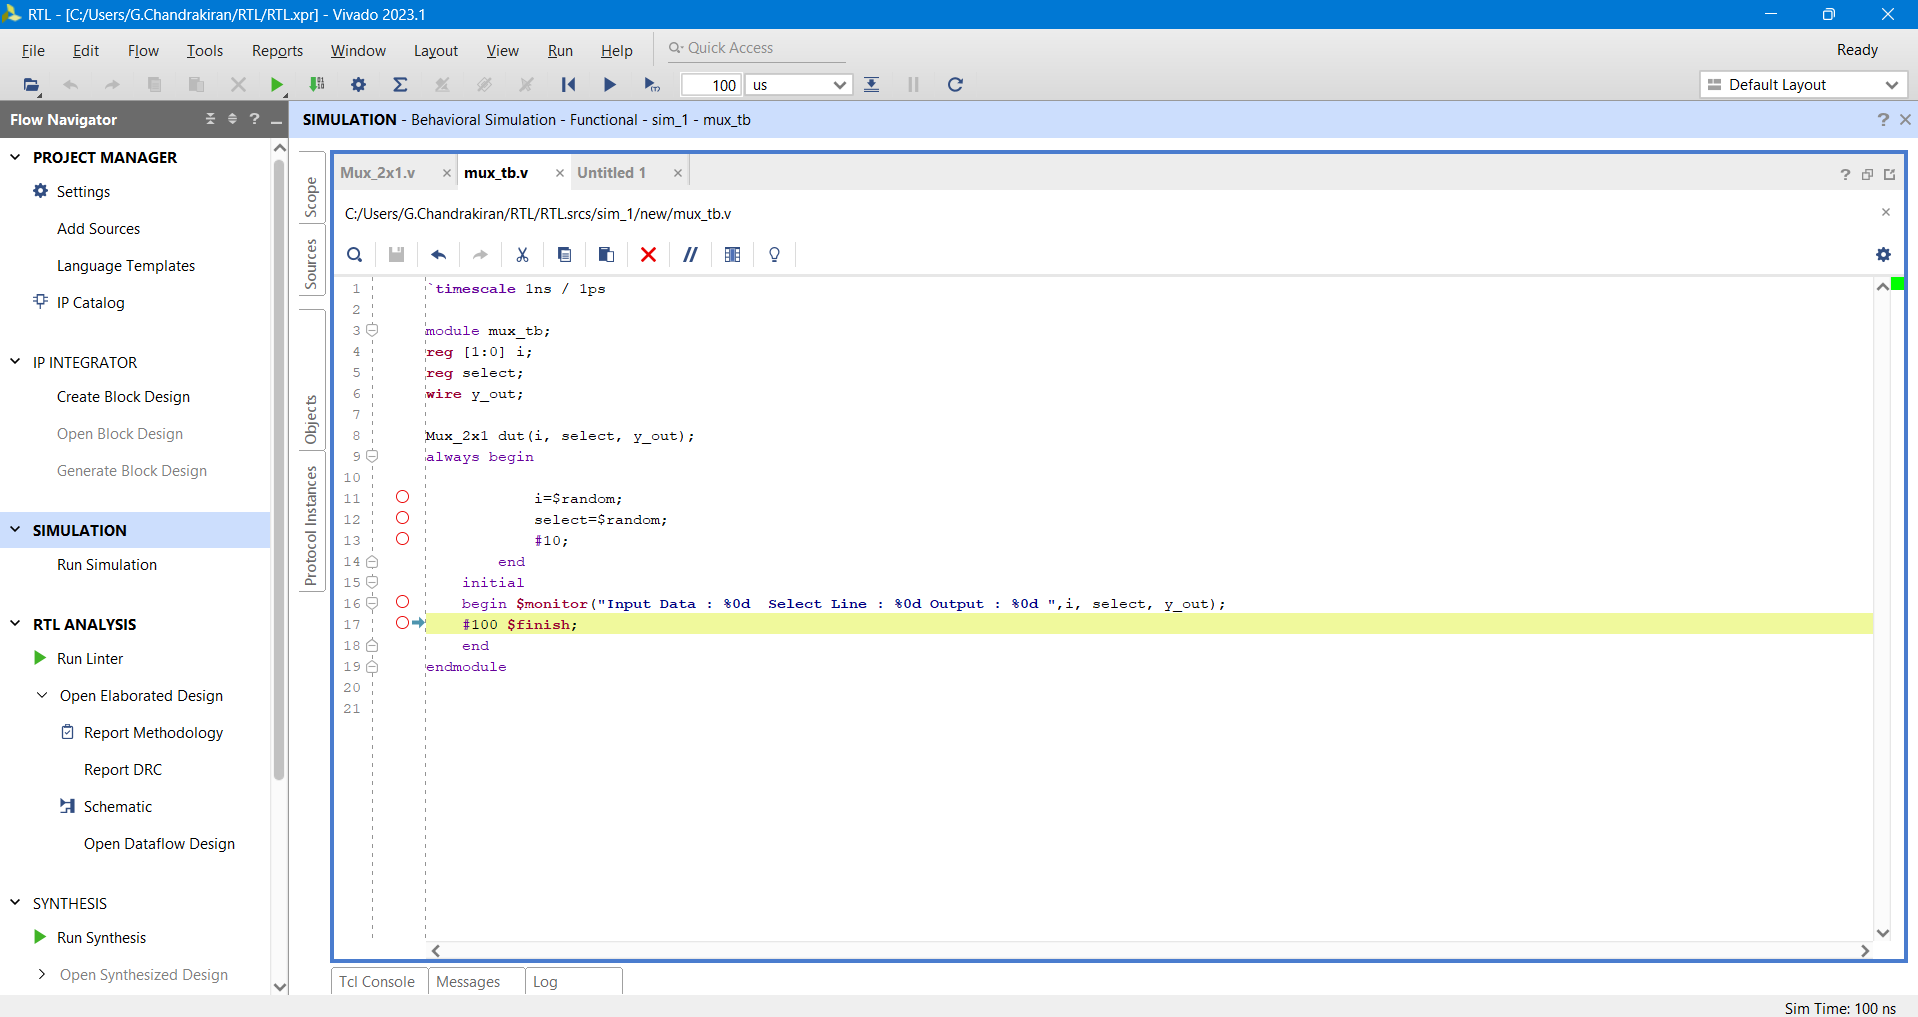 RTL - [C:/Users/G.Chandrakiran/RTL/RTL.xpr] - Vivado 2023.1
File Edit Flow Tools Reports Window Layout View Run Help Quick Access Ready
100 us Default Layout
Flow Navigator
SIMULATION - Behavioral Simulation - Functional - sim_1 - mux_tb
PROJECT MANAGER
Settings
Add Sources
Language Templates
IP Catalog
IP INTEGRATOR
Create Block Design
Open Block Design
Generate Block Design
SIMULATION
Run Simulation
RTL ANALYSIS
Run Linter
Open Elaborated Design
Report Methodology
Report DRC
Schematic
Open Dataflow Design
SYNTHESIS
Run Synthesis
Open Synthesized Design
Scope
Sources
Objects
Protocol Instances
Mux_2x1.v mux_tb.v Untitled 1
C:/Users/G.Chandrakiran/RTL/RTL.srcs/sim_1/new/mux_tb.v
1 `timescale 1ns / 1ps
2
3 module mux_tb;
4 reg [1:0] i;
5 reg select;
6 wire y_out;
7
8 Mux_2x1 dut(i, select, y_out);
9 always begin
10
11 i=$random;
12 select=$random;
13 #10;
14 end
15 initial
16 begin $monitor("Input Data : %0d  Select Line : %0d Output : %0d ",i, select, y_out);
17 #100 $finish;
18 end
19 endmodule
20
21
Tcl Console Messages Log
Sim Time: 100 ns